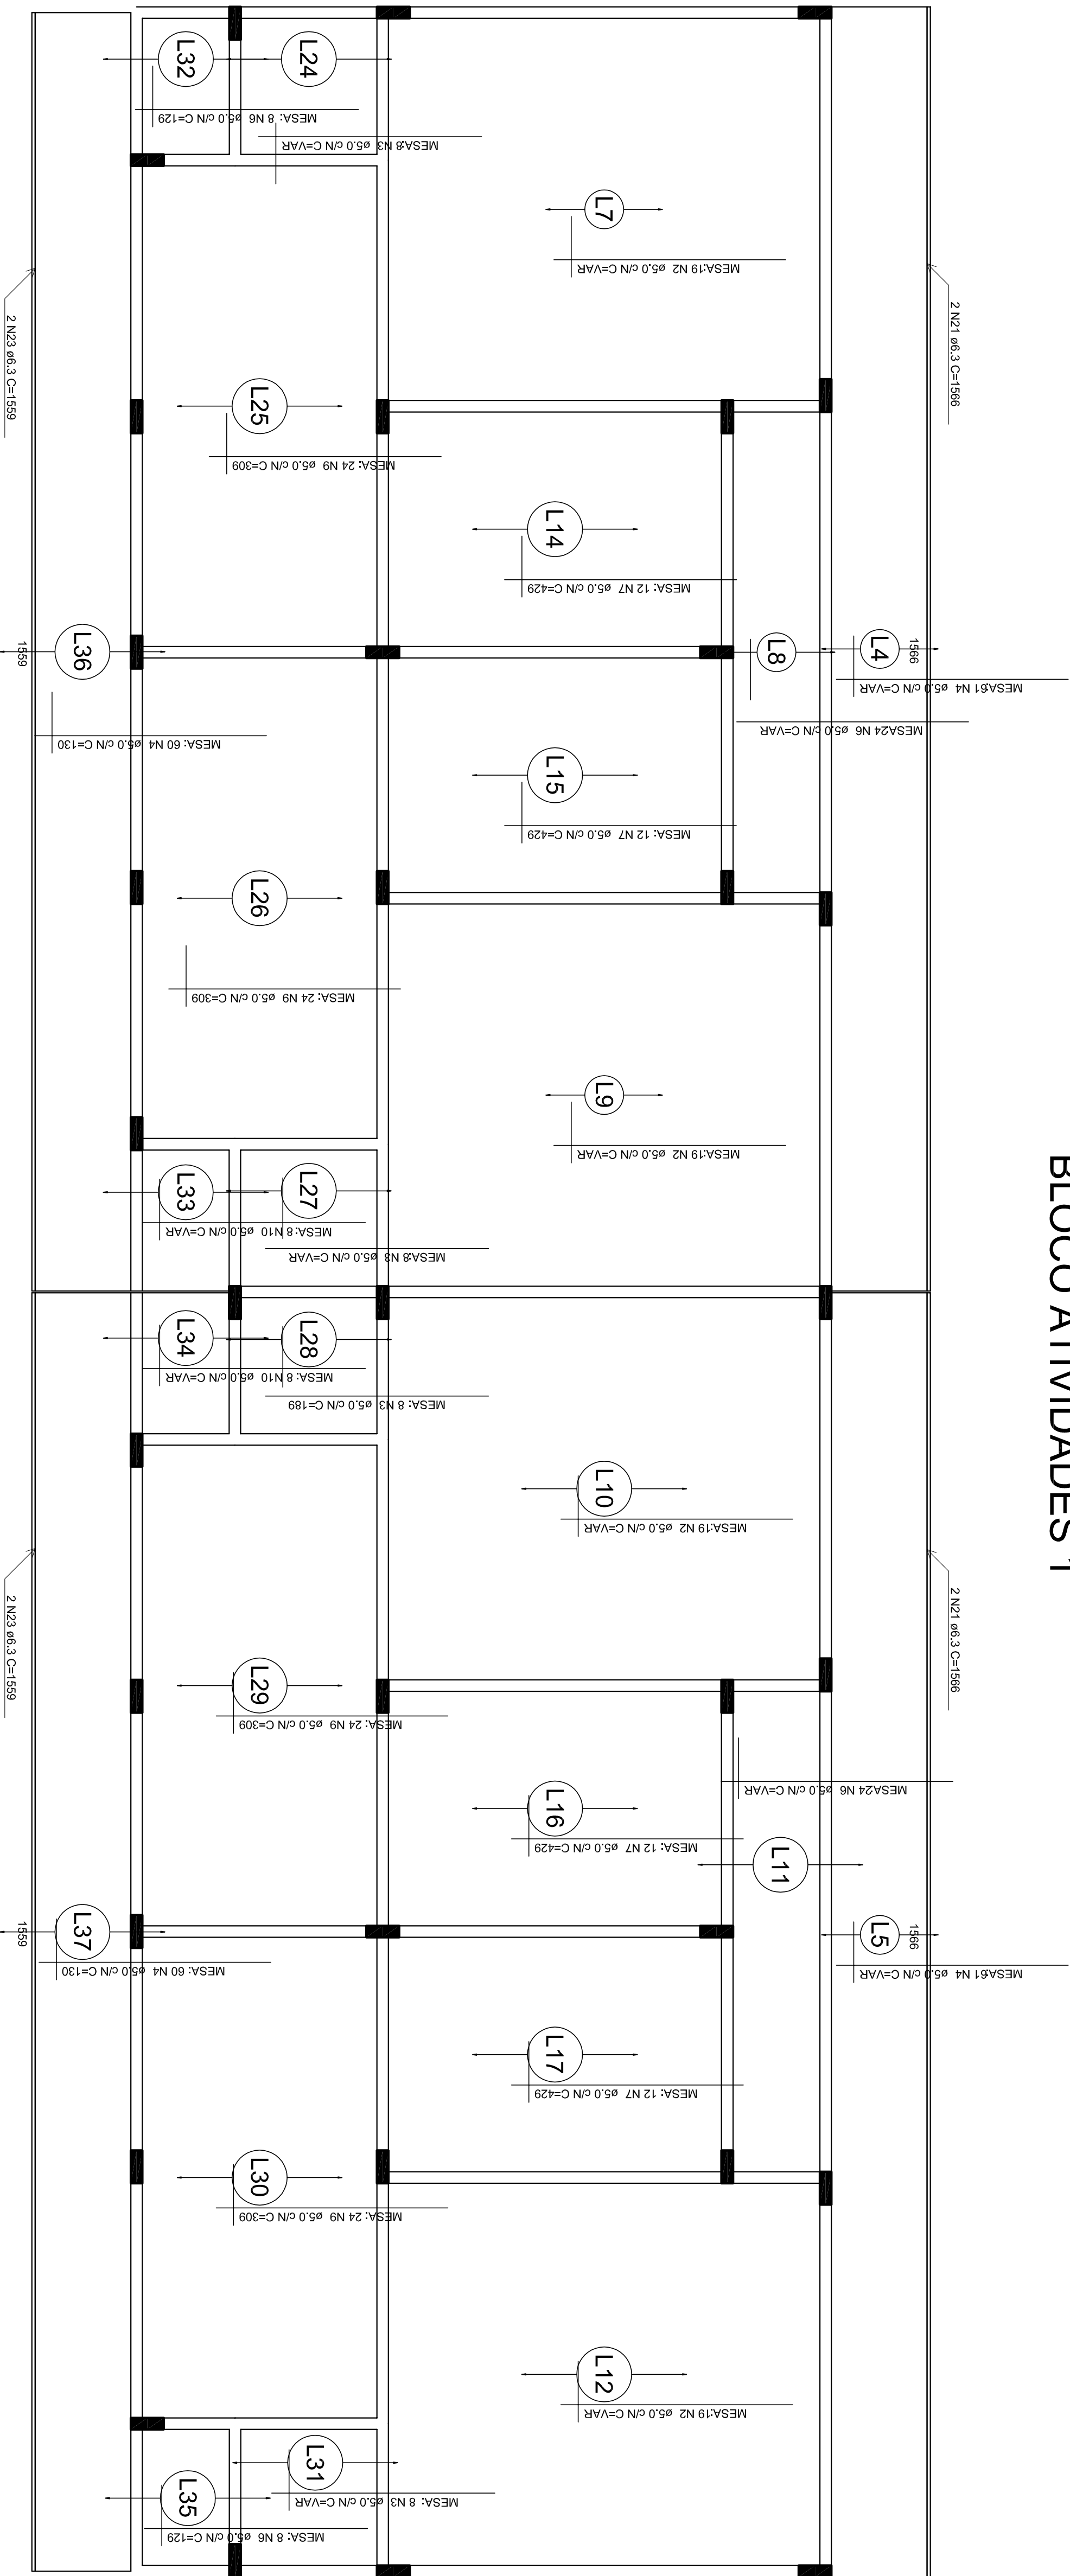 BLOCO ATIVIDADES 1
2 N21 ø6.3 C=1566
2 N21 ø6.3 C=1566
L4
1566
MESA:61 N4 ø5.0 c/N C=VAR
L5
1566
MESA:61 N4 ø5.0 c/N C=VAR
L8
MESA:24 N6 ø5.0 c/N C=VAR
L11
MESA:24 N6 ø5.0 c/N C=VAR
L7
MESA:19 N2 ø5.0 c/N C=VAR
L14
MESA: 12 N7 ø5.0 c/N C=429
L15
MESA: 12 N7 ø5.0 c/N C=429
L9
MESA:19 N2 ø5.0 c/N C=VAR
L10
MESA:19 N2 ø5.0 c/N C=VAR
L16
MESA: 12 N7 ø5.0 c/N C=429
L17
MESA: 12 N7 ø5.0 c/N C=429
L12
MESA:19 N2 ø5.0 c/N C=VAR
L24
MESA:8 N3 ø5.0 c/N C=VAR
L25
MESA: 24 N9 ø5.0 c/N C=309
L26
MESA: 24 N9 ø5.0 c/N C=309
L27
MESA:8 N3 ø5.0 c/N C=VAR
L28
MESA: 8 N3 ø5.0 c/N C=189
L29
MESA: 24 N9 ø5.0 c/N C=309
L30
MESA: 24 N9 ø5.0 c/N C=309
L31
MESA: 8 N3 ø5.0 c/N C=VAR
L32
MESA: 8 N6 ø5.0 c/N C=129
L33
MESA: 8 N10 ø5.0 c/N C=VAR
L34
MESA: 8 N10 ø5.0 c/N C=VAR
L35
MESA: 8 N6 ø5.0 c/N C=129
L36
1559
MESA: 60 N4 ø5.0 c/N C=130
L37
1559
MESA: 60 N4 ø5.0 c/N C=130
2 N23 ø6.3 C=1559
2 N23 ø6.3 C=1559